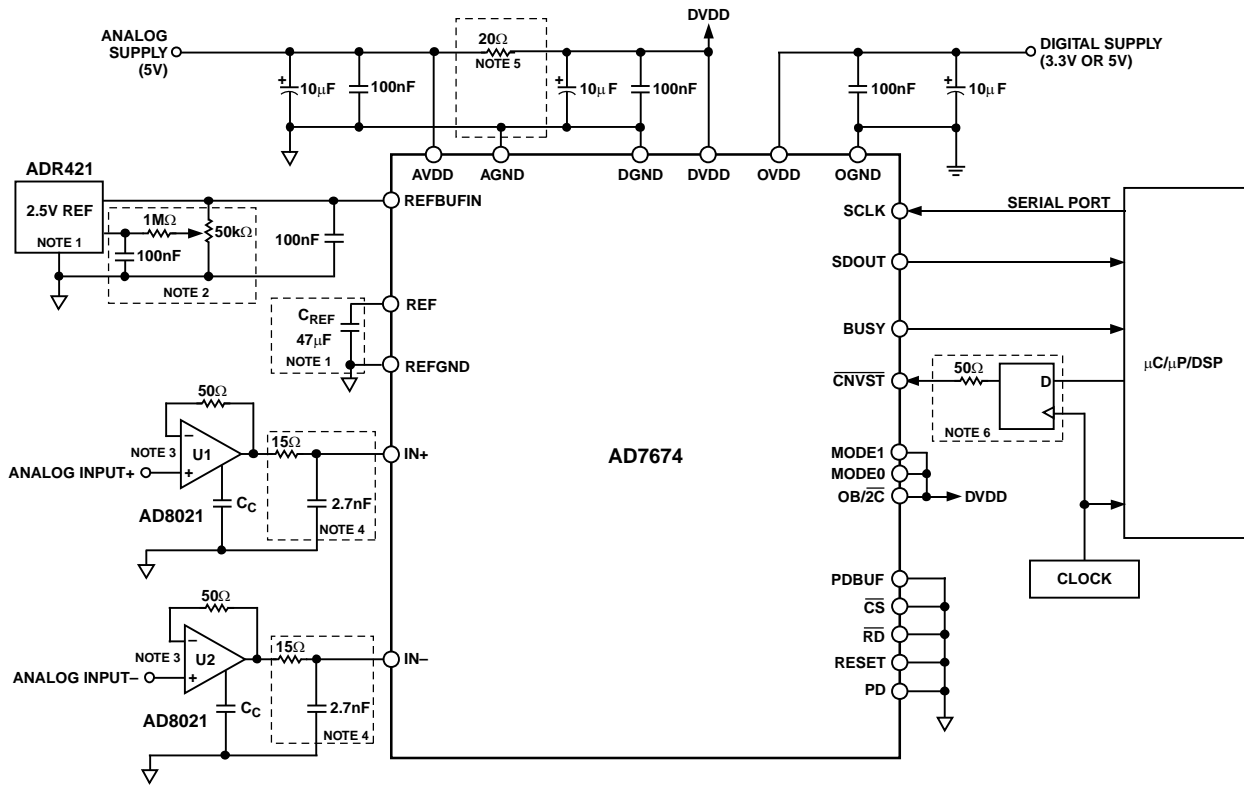 ANALOG
SUPPLY
(5V)
20Ω
NOTE 5
DVDD
DIGITAL SUPPLY
(3.3V OR 5V)
+
10μF
100nF
+
10μF
100nF
100nF
+
10μF
AVDD
AGND
DGND
DVDD
OVDD
OGND
ADR421
2.5V REF
NOTE 1
1MΩ
50kΩ
100nF
NOTE 2
100nF
REFBUFIN
CREF
47μF
NOTE 1
REF
REFGND
SCLK
SERIAL PORT
SDOUT
BUSY
CNVST
50Ω
D
NOTE 6
μC/μP/DSP
50Ω
NOTE 3
−
U1
+
ANALOG INPUT+
CC
AD8021
15Ω
2.7nF
NOTE 4
IN+
AD7674
MODE1
MODE0
OB/2C
DVDD
CLOCK
50Ω
NOTE 3
−
U2
+
ANALOG INPUT−
CC
AD8021
15Ω
2.7nF
NOTE 4
IN−
PDBUF
CS
RD
RESET
PD